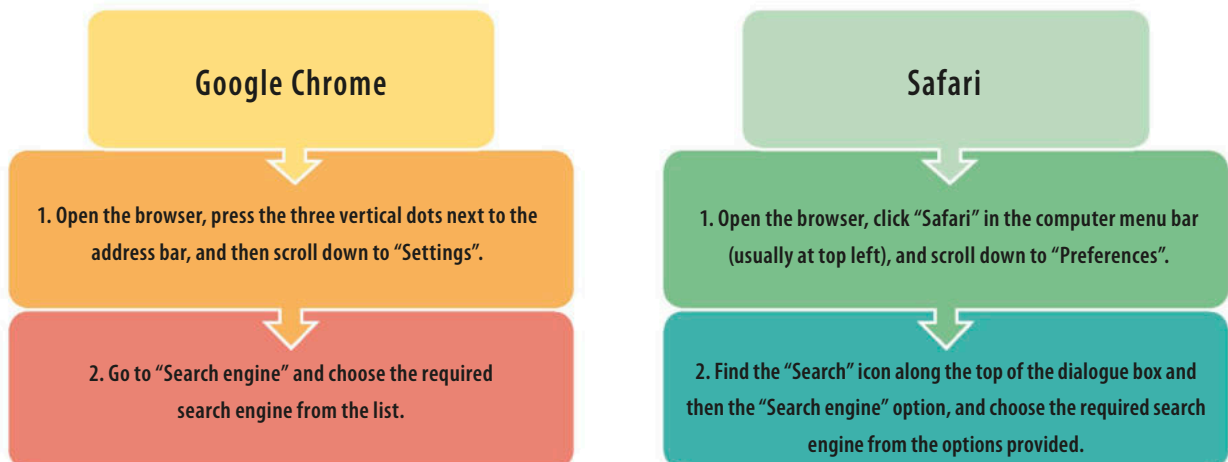 Google Chrome
1. Open the browser, press the three vertical dots next to the
address bar, and then scroll down to “Settings”.
2. Go to “Search engine” and choose the required
search engine from the list.
Safari
1. Open the browser, click “Safari” in the computer menu bar
(usually at top left), and scroll down to “Preferences”.
2. Find the “Search” icon along the top of the dialogue box and
then the “Search engine” option, and choose the required search
engine from the options provided.